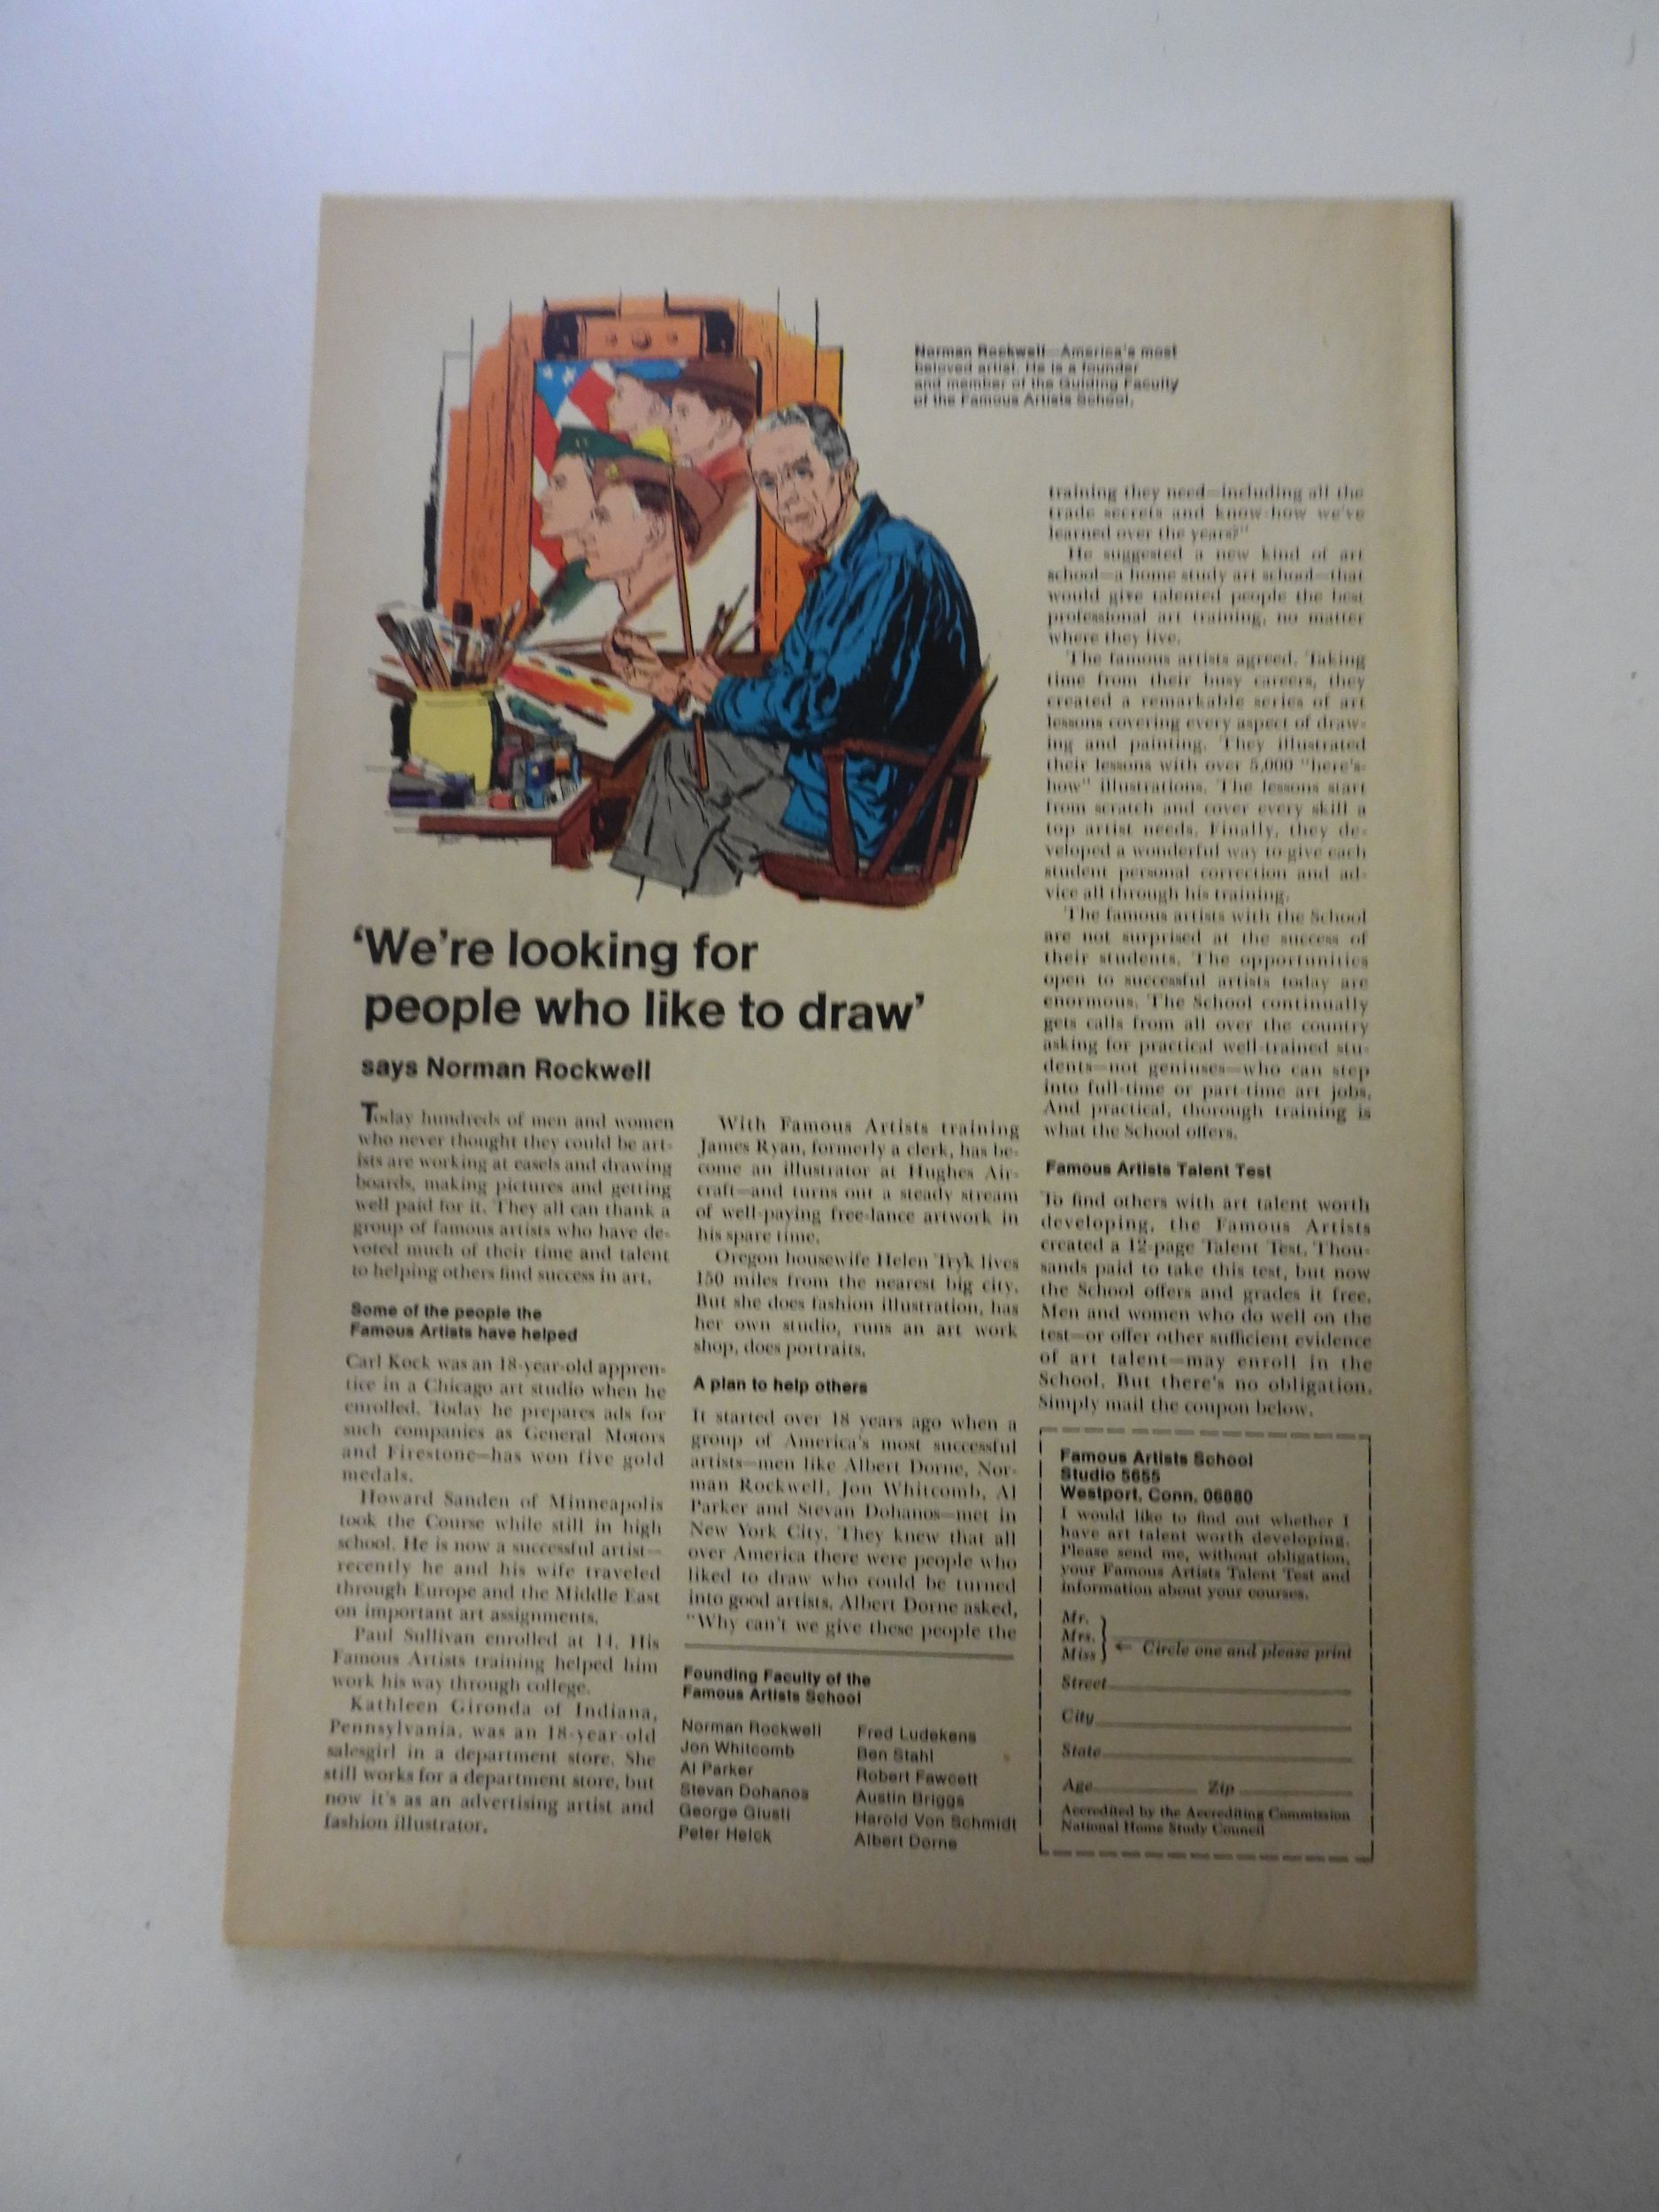 Norman Rockwell—America's most
beloved artist. He is a founder
and member of the Guiding Faculty
of the Famous Artists School.
'We're looking for
people who like to draw'
says Norman Rockwell
Today hundreds of men and women
who never thought they could be art-
ists are working at easels and drawing
boards, making pictures and getting
well paid for it. They all can thank a
group of famous artists who have de-
voted much of their time and talent
to helping others find success in art.
Some of the people the
Famous Artists have helped
Carl Kock was an 18-year-old appren-
tice in a Chicago art studio when he
enrolled. Today he prepares ads for
such companies as General Motors
and Firestone—has won five gold
medals.
Howard Sanden of Minneapolis
took the Course while still in high
school. He is now a successful artist—
recently he and his wife traveled
through Europe and the Middle East
on important art assignments.
Paul Sullivan enrolled at 14. His
Famous Artists training helped him
work his way through college.
Kathleen Gironda of Indiana,
Pennsylvania, was an 18-year-old
salesgirl in a department store. She
still works for a department store, but
now it's as an advertising artist and
fashion illustrator.
With Famous Artists training
James Ryan, formerly a clerk, has be-
come an illustrator at Hughes Air-
craft—and turns out a steady stream
of well-paying free-lance artwork in
his spare time.
Oregon housewife Helen Tryk lives
150 miles from the nearest big city.
But she does fashion illustration, has
her own studio, runs an art work
shop, does portraits.
A plan to help others
It started over 18 years ago when a
group of America's most successful
artists—men like Albert Dorne, Nor-
man Rockwell, Jon Whitcomb, Al
Parker and Stevan Dohanos—met in
New York City. They knew that all
over America there were people who
liked to draw who could be turned
into good artists. Albert Dorne asked,
"Why can't we give these people the
Founding Faculty of the
Famous Artists School
Norman Rockwell
Jon Whitcomb
Al Parker
Stevan Dohanos
George Giusti
Peter Helck
Fred Ludekens
Ben Stahl
Robert Fawcett
Austin Briggs
Harold Von Schmidt
Albert Dorne
training they need—including all the
trade secrets and know-how we've
learned over the years?"
He suggested a new kind of art
school—a home study art school—that
would give talented people the best
professional art training, no matter
where they live.
The famous artists agreed. Taking
time from their busy careers, they
created a remarkable series of art
lessons covering every aspect of draw-
ing and painting. They illustrated
their lessons with over 5,000 "here's-
how" illustrations. The lessons start
from scratch and cover every skill a
top artist needs. Finally, they de-
veloped a wonderful way to give each
student personal correction and ad-
vice all through his training.
The famous artists with the School
are not surprised at the success of
their students. The opportunities
open to successful artists today are
enormous. The School continually
gets calls from all over the country
asking for practical well-trained stu-
dents—not geniuses—who can step
into full-time or part-time art jobs.
And practical, thorough training is
what the School offers.
Famous Artists Talent Test
To find others with art talent worth
developing, the Famous Artists
created a 12-page Talent Test. Thou-
sands paid to take this test, but now
the School offers and grades it free.
Men and women who do well on the
test—or offer other sufficient evidence
of art talent—may enroll in the
School. But there's no obligation.
Simply mail the coupon below.
Famous Artists School
Studio 5655
Westport, Conn. 06880
I would like to find out whether I
have art talent worth developing.
Please send me, without obligation,
your Famous Artists Talent Test and
information about your courses.
Mr.
Mrs.
Miss
← Circle one and please print
Street
City
State
Age Zip
Accredited by the Accrediting Commission
National Home Study Council